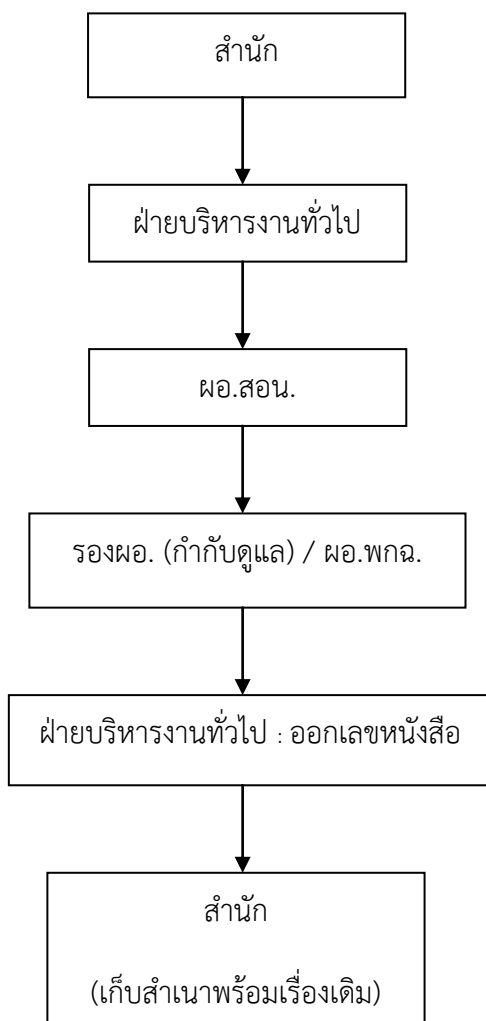 สำนัก
ฝ่ายบริหารงานทั่วไป
ผอ.สอน.
รองผอ. (กำกับดูแล) / ผอ.พกฉ.
ฝ่ายบริหารงานทั่วไป : ออกเลขหนังสือ
สำนัก
(เก็บสำเนาพร้อมเรื่องเดิม)